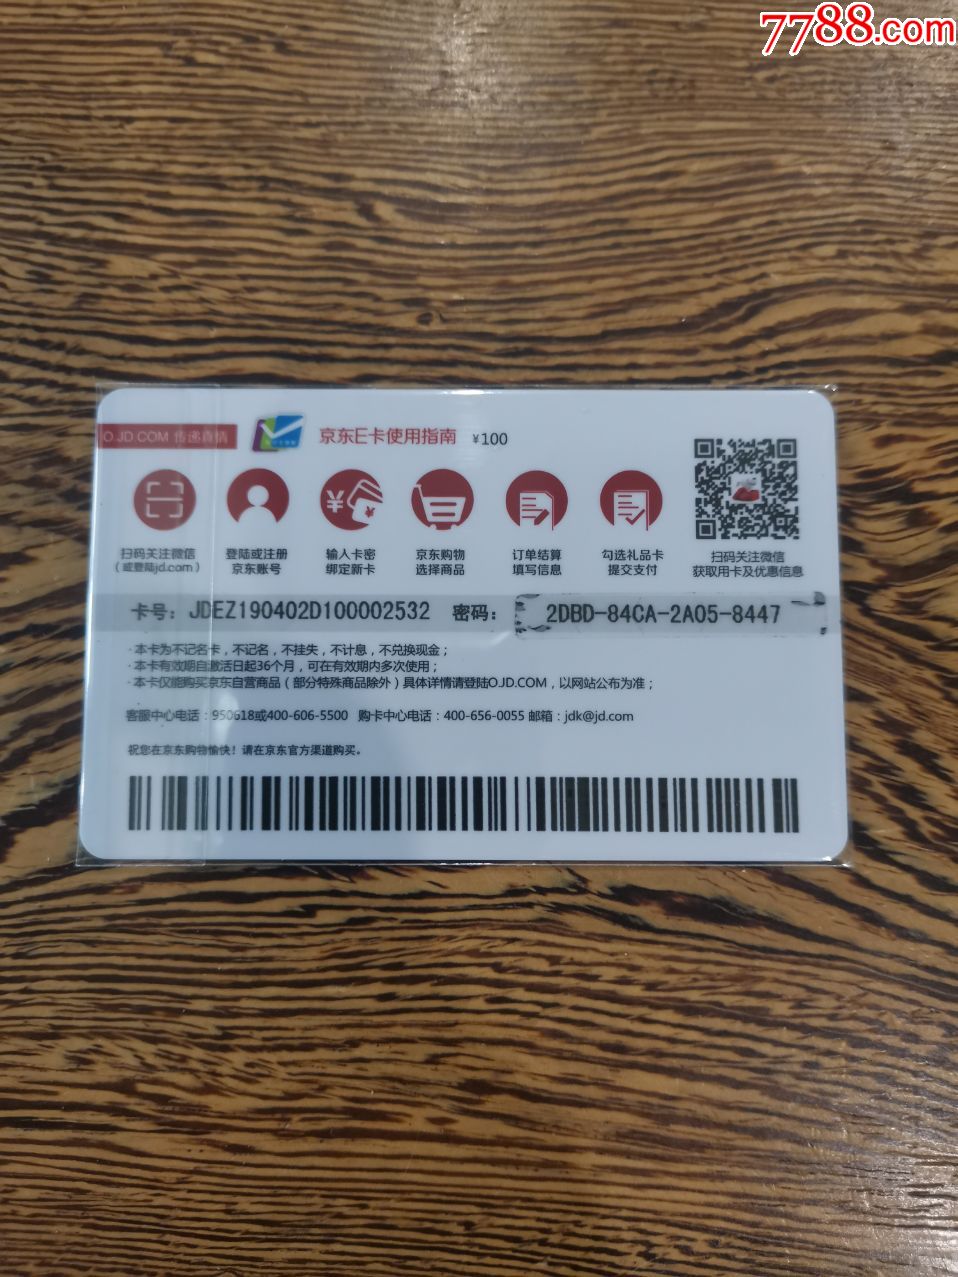 7788.com
O.JD.COM 传递真情
京东E卡使用指南 ¥100
扫码关注微信
(或登陆jd.com)
登陆或注册
京东账号
输入卡密
绑定新卡
京东购物
选择商品
订单结算
填写信息
勾选礼品卡
提交支付
扫码关注微信
获取用卡及优惠信息
卡号：JDEZ190402D100002532 密码：2DBD-84CA-2A05-8447
·本卡为不记名卡，不记名，不挂失，不计息，不兑换现金；
·本卡有效期自激活日起36个月，可在有效期内多次使用；
·本卡仅能购买京东自营商品（部分特殊商品除外）具体详情请登陆O.JD.COM，以网站公布为准；
客服中心电话：950618或400-606-5500 购卡中心电话：400-656-0055 邮箱：jdk@jd.com
祝您在京东购物愉快！请在京东官方渠道购买。